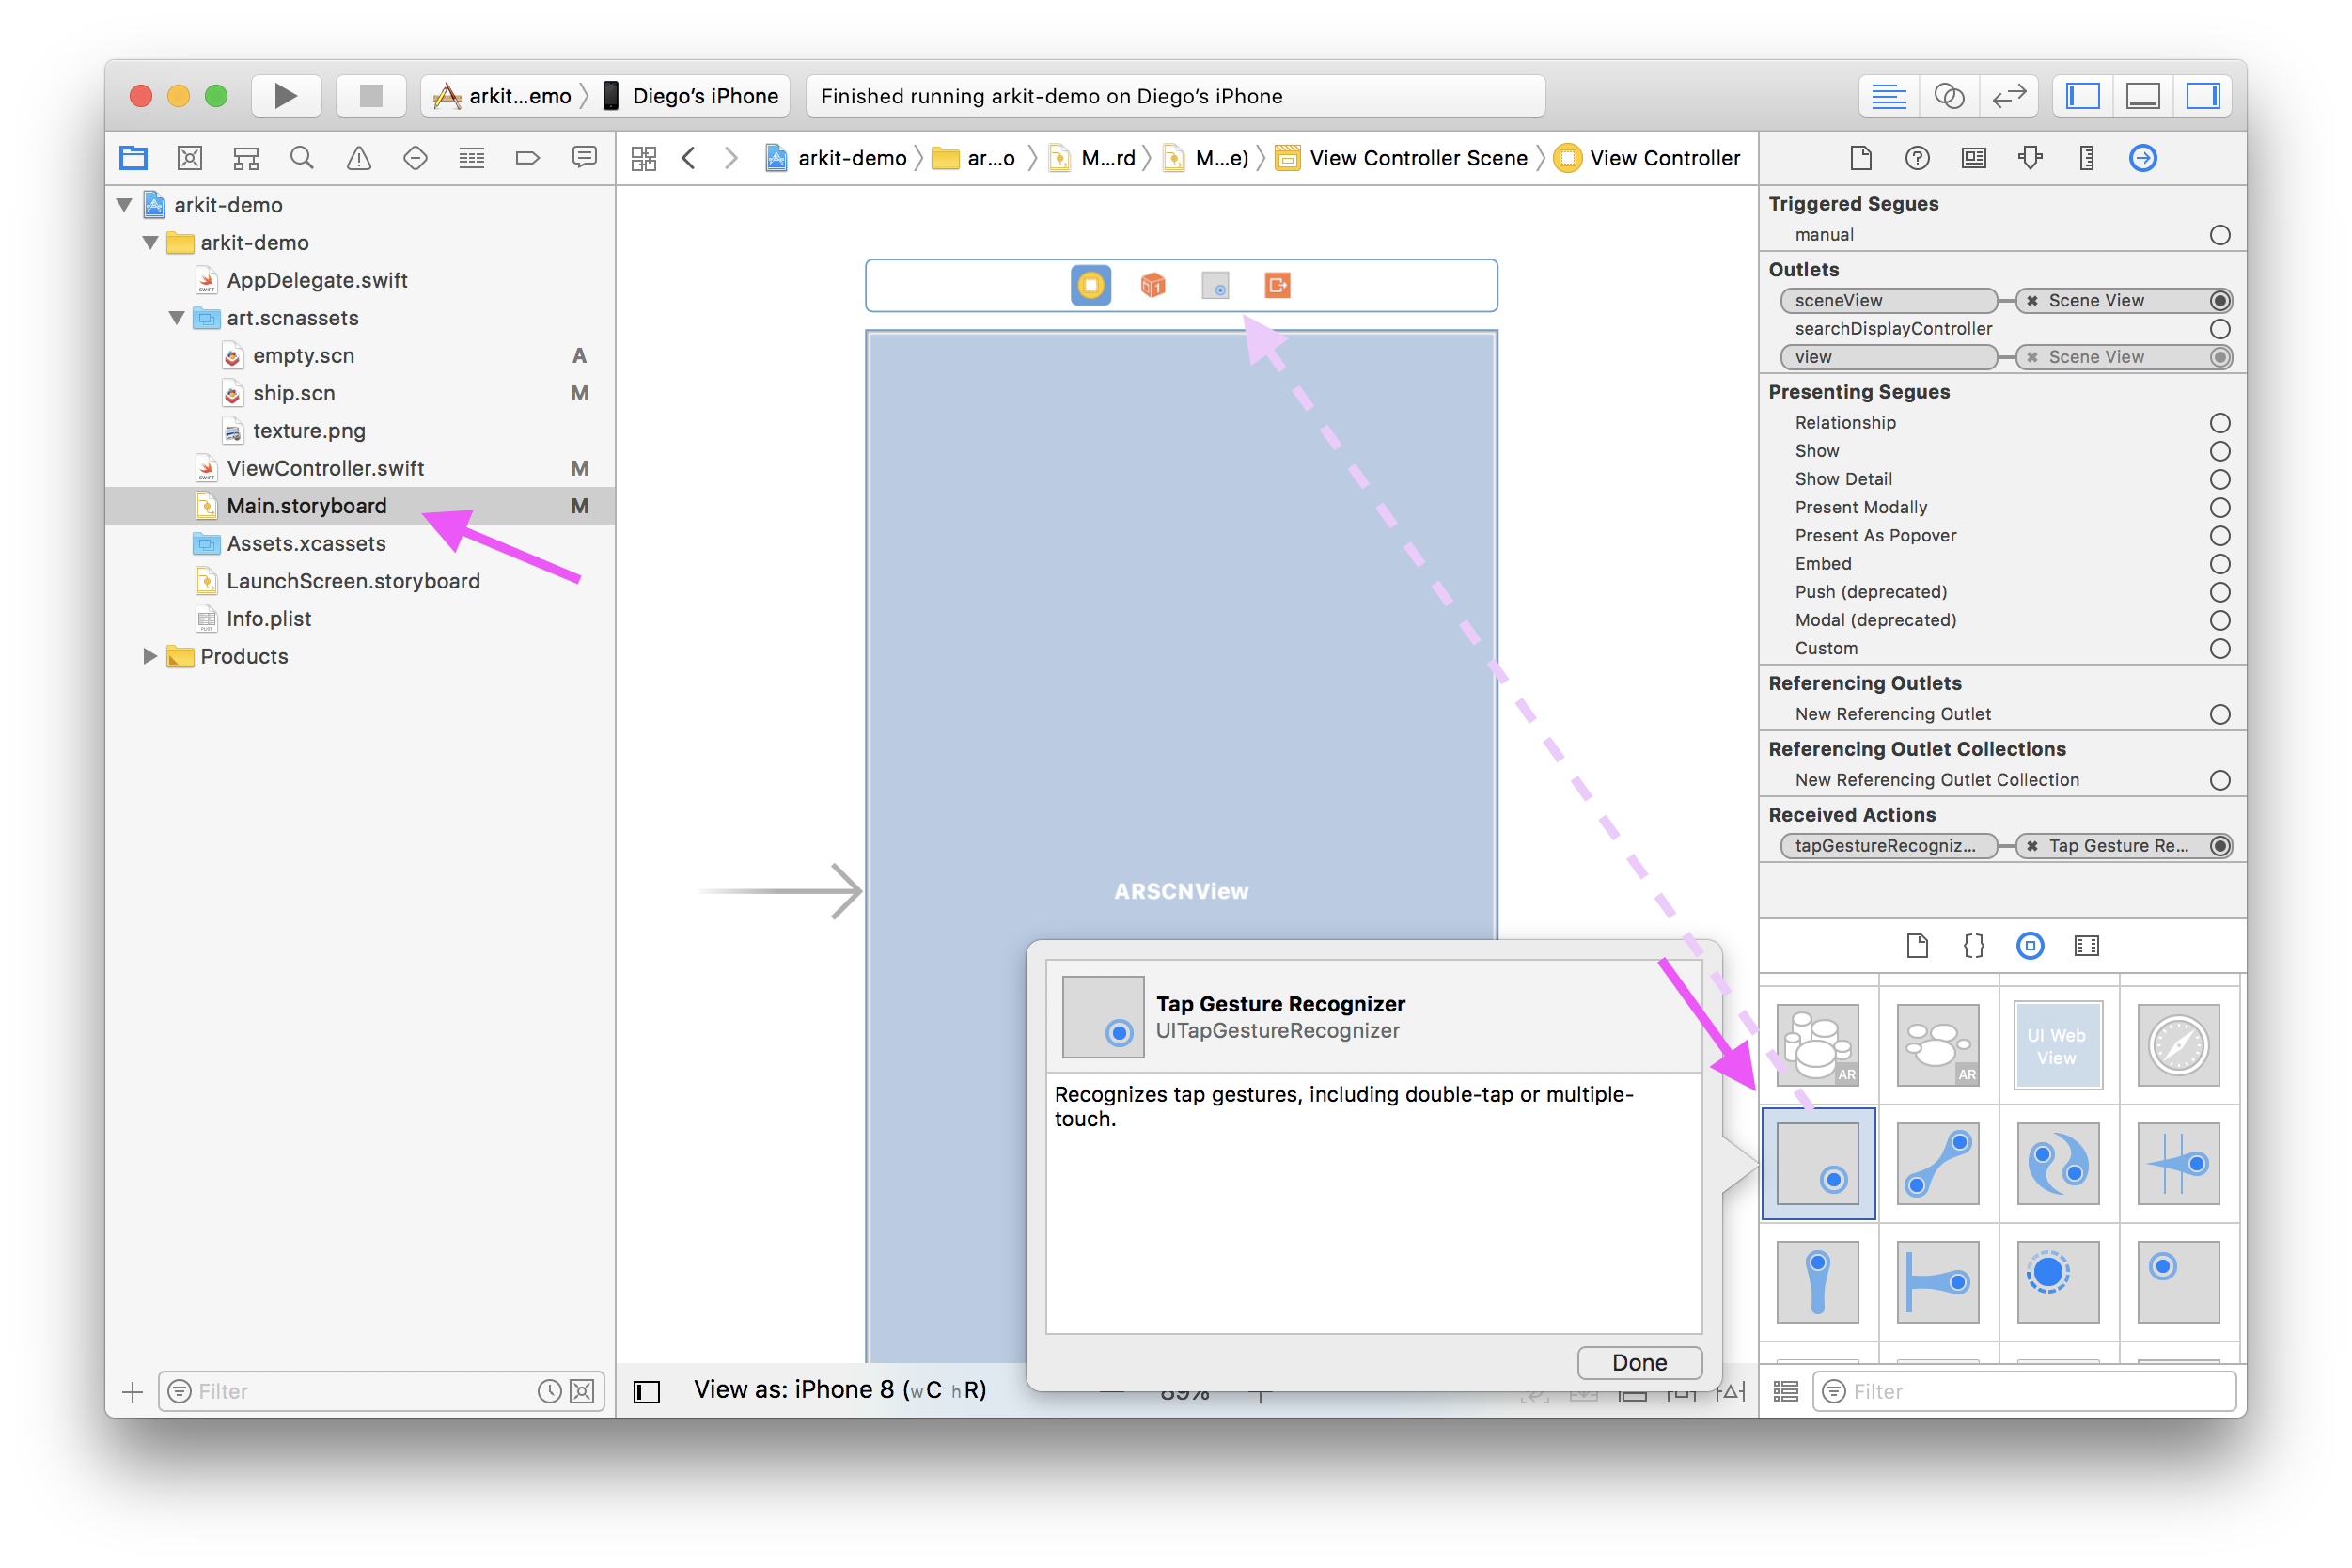 arkit...emo
Diego's iPhone
Finished running arkit-demo on Diego's iPhone
arkit-demo
ar...o
M...rd
M...e)
View Controller Scene
View Controller
arkit-demo
arkit-demo
AppDelegate.swift
art.scnassets
empty.scn A
ship.scn M
texture.png
ViewController.swift M
Main.storyboard M
Assets.xcassets
LaunchScreen.storyboard
Info.plist
Products
Filter
1
ARSCNView
View as: iPhone 8 (wC hR)
89%
Tap Gesture Recognizer
UITapGestureRecognizer
Recognizes tap gestures, including double-tap or multiple-
touch.
Done
Triggered Segues
manual
Outlets
sceneView Scene View
searchDisplayController
view Scene View
Presenting Segues
Relationship
Show
Show Detail
Present Modally
Present As Popover
Embed
Push (deprecated)
Modal (deprecated)
Custom
Referencing Outlets
New Referencing Outlet
Referencing Outlet Collections
New Referencing Outlet Collection
Received Actions
tapGestureRecogniz... Tap Gesture Re...
AR
AR
UI Web
View
Filter